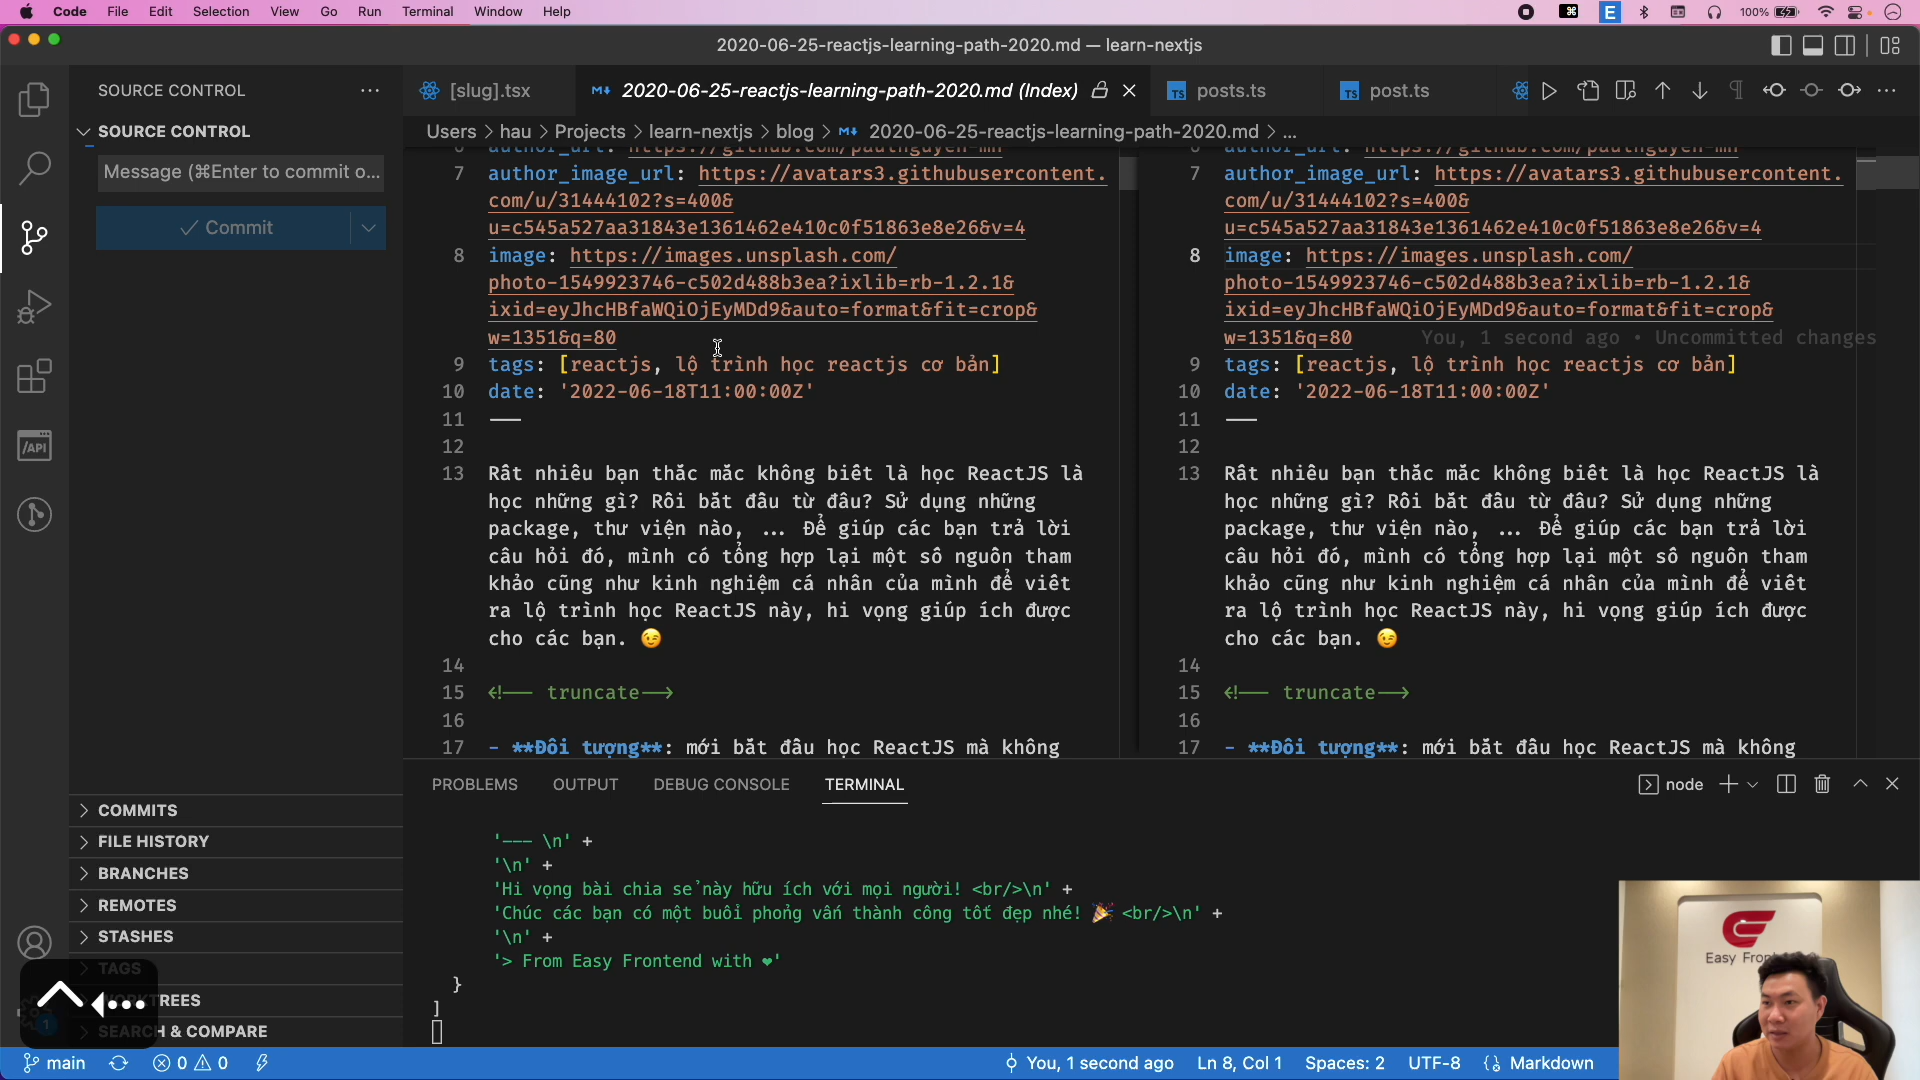 Code File Edit Selection View Go Run Terminal Window Help 100%
2020-06-25-reactjs-learning-path-2020.md — learn-nextjs
SOURCE CONTROL
[slug].tsx 2020-06-25-reactjs-learning-path-2020.md (Index) posts.ts post.ts
SOURCE CONTROL
Users > hau > Projects > learn-nextjs > blog > 2020-06-25-reactjs-learning-path-2020.md > ...
Message (⌘Enter to commit o...
Commit
7 author_image_url: https://avatars3.githubusercontent.
com/u/31444102?s=400&
u=c545a527aa31843e1361462e410c0f51863e8e26&v=4
8 image: https://images.unsplash.com/
photo-1549923746-c502d488b3ea?ixlib=rb-1.2.1&
ixid=eyJhcHBfaWQiOjEyMDd9&auto=format&fit=crop&
w=1351&q=80
9 tags: [reactjs, lộ trình học reactjs cơ bản]
10 date: '2022-06-18T11:00:00Z'
11 ---
12
13 Rất nhiều bạn thắc mắc không biết là học ReactJS là
học những gì? Rồi bắt đầu từ đâu? Sử dụng những
package, thư viện nào, ... Để giúp các bạn trả lời
câu hỏi đó, mình có tổng hợp lại một số nguồn tham
khảo cũng như kinh nghiệm cá nhân của mình để viết
ra lộ trình học ReactJS này, hi vọng giúp ích được
cho các bạn. 😉
14
15 <!-- truncate-->
16
17 - **Đối tượng**: mới bắt đầu học ReactJS mà không
7 author_image_url: https://avatars3.githubusercontent.
com/u/31444102?s=400&
u=c545a527aa31843e1361462e410c0f51863e8e26&v=4
8 image: https://images.unsplash.com/
photo-1549923746-c502d488b3ea?ixlib=rb-1.2.1&
ixid=eyJhcHBfaWQiOjEyMDd9&auto=format&fit=crop&
w=1351&q=80 You, 1 second ago • Uncommitted changes
9 tags: [reactjs, lộ trình học reactjs cơ bản]
10 date: '2022-06-18T11:00:00Z'
11 ---
12
13 Rất nhiều bạn thắc mắc không biết là học ReactJS là
học những gì? Rồi bắt đầu từ đâu? Sử dụng những
package, thư viện nào, ... Để giúp các bạn trả lời
câu hỏi đó, mình có tổng hợp lại một số nguồn tham
khảo cũng như kinh nghiệm cá nhân của mình để viết
ra lộ trình học ReactJS này, hi vọng giúp ích được
cho các bạn. 😉
14
15 <!-- truncate-->
16
17 - **Đối tượng**: mới bắt đầu học ReactJS mà không
COMMITS
FILE HISTORY
BRANCHES
REMOTES
STASHES
TAGS
SEARCH & COMPARE
PROBLEMS OUTPUT DEBUG CONSOLE TERMINAL node
'--- \n' +
'\n' +
'Hi vọng bài chia sẻ này hữu ích với mọi người! <br/>\n' +
'Chúc các bạn có một buổi phỏng vấn thành công tốt đẹp nhé! 🎉 <br/>\n' +
'\n' +
'> From Easy Frontend with ❤'
}
]
main 0 0 You, 1 second ago Ln 8, Col 1 Spaces: 2 UTF-8 Markdown